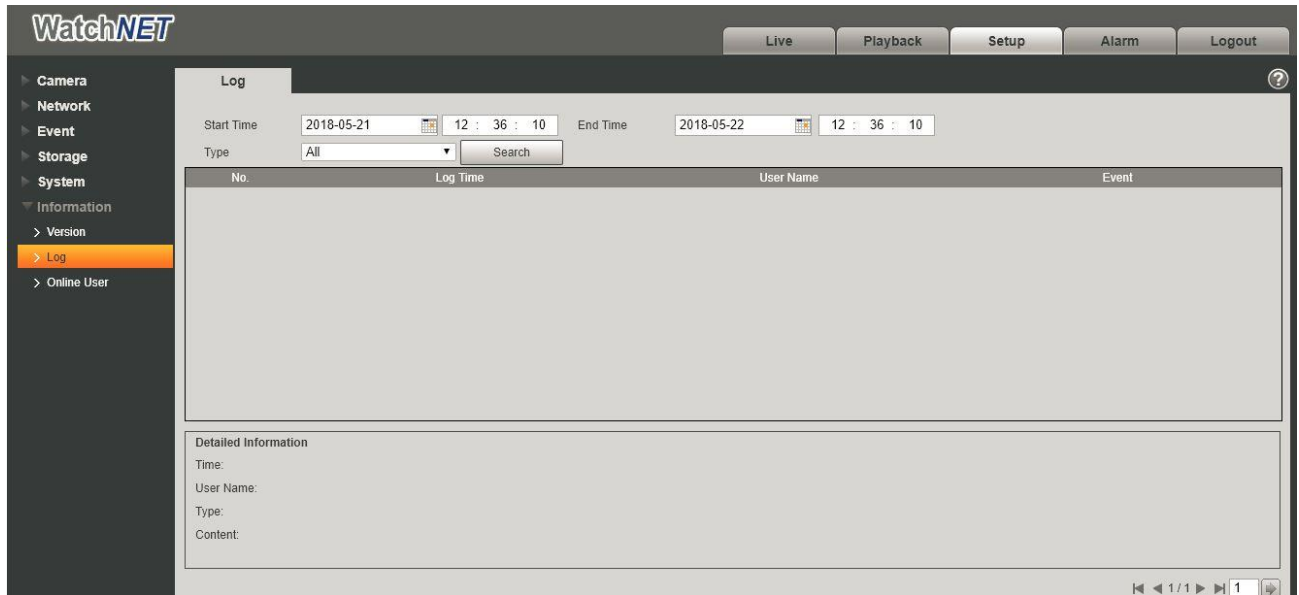 WatchNET
Live Playback Setup Alarm Logout
Camera
Network
Event
Storage
System
Information
> Version
> Log
> Online User
Log
?
Start Time 2018-05-21 12 : 36 : 10 End Time 2018-05-22 12 : 36 : 10
Type All Search
No. Log Time User Name Event
Detailed Information
Time:
User Name:
Type:
Content:
1/1 1